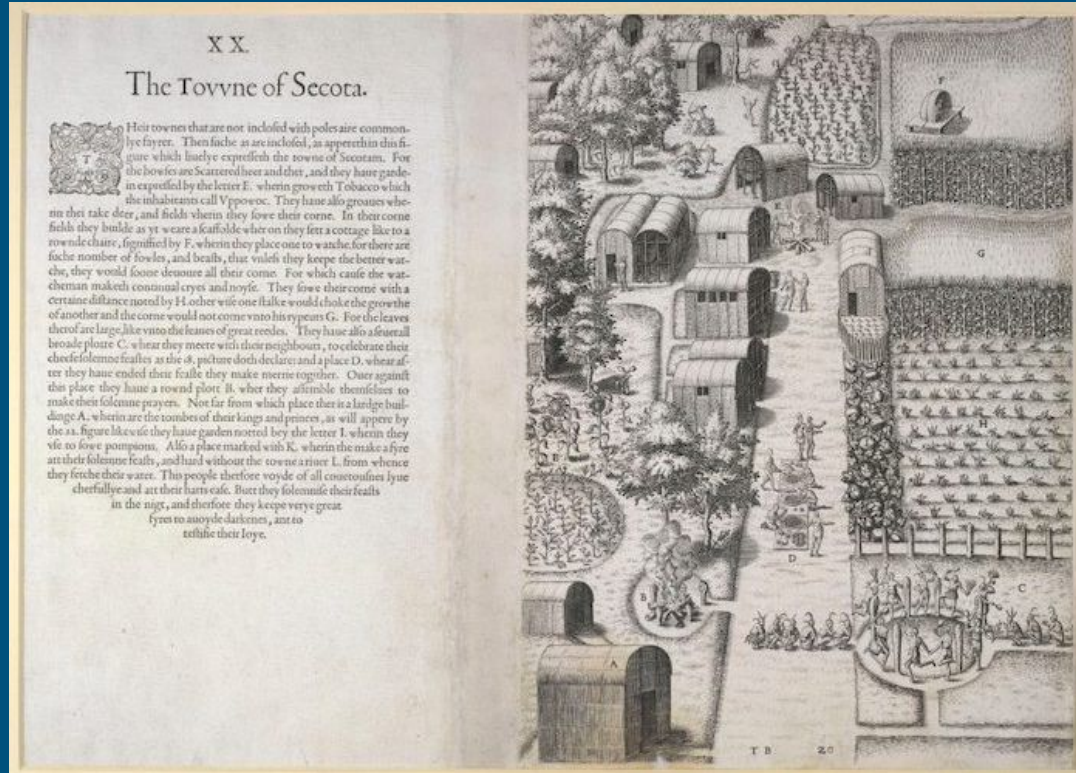 XX.
The Tovvne of Secota.
THeir townes that are not inclosed with poles aire common-
lye fayrer. Then suche as are inclosed, as appereth in this fi-
gure which liuelye expresseth the towne of Secotam. For
the howses are Scattered heer and ther, and they haue garde-
in expressed by the letter E. wherin groweth Tobacco which
the inhabitants call Vppowoc. They haue also groaues whe-
rin thei take deer, and fields vherin they sowe their corne. In their corne
fields they builde as yt weare a scaffolde wher on they sett a cottage like to a
rownde chaire, signiffied by F. wherin they place one to watche, for there are
suche nomber of fowles, and beasts, that vnless they keepe the better wat-
che, they would soone deuoure all their corne. For which cause the wat-
cheman maketh continual cryes and noyse. They sowe their corne with a
certaine distance noted by H. other wise one stalke would choke the growthe
of another and the corne would not come vnto his rypeurs G. For the leaves
therof are large, like vnto the leaues of great reedes. They haue also a seuerall
broade plotte C. whear they meete with their neighbours, to celebrate their
cheefe solemne feastes as the 18. picture doth declare: and a place D. whear af-
ter they haue ended their feaste they make merrie togither. Ouer against
this place they haue a rownd plott B. wher they assemble themselues to
make their solemne prayers. Not far from which place ther is a lardge buil-
dinge A. wherin are the tombes of their kings and princes, as will appere by
the 22. figure likewise they haue garden notted bey the letter I. wherin they
vse to sowe pompions. Also a place marked with K. wherin the make a fyre
att their solemne feasts, and hard without the towne a riuer L. from whence
they fetche their water. This people therfore voyde of all couetousnes lyue
cherfullye and att their harts ease. Butt they solemnise their feasts
in the nigt, and therfore they keepe verye great
fyres to auoyde darkenes, ant to
testifie their Ioye.
F
E
G
H
D
B
C
A
T B 20